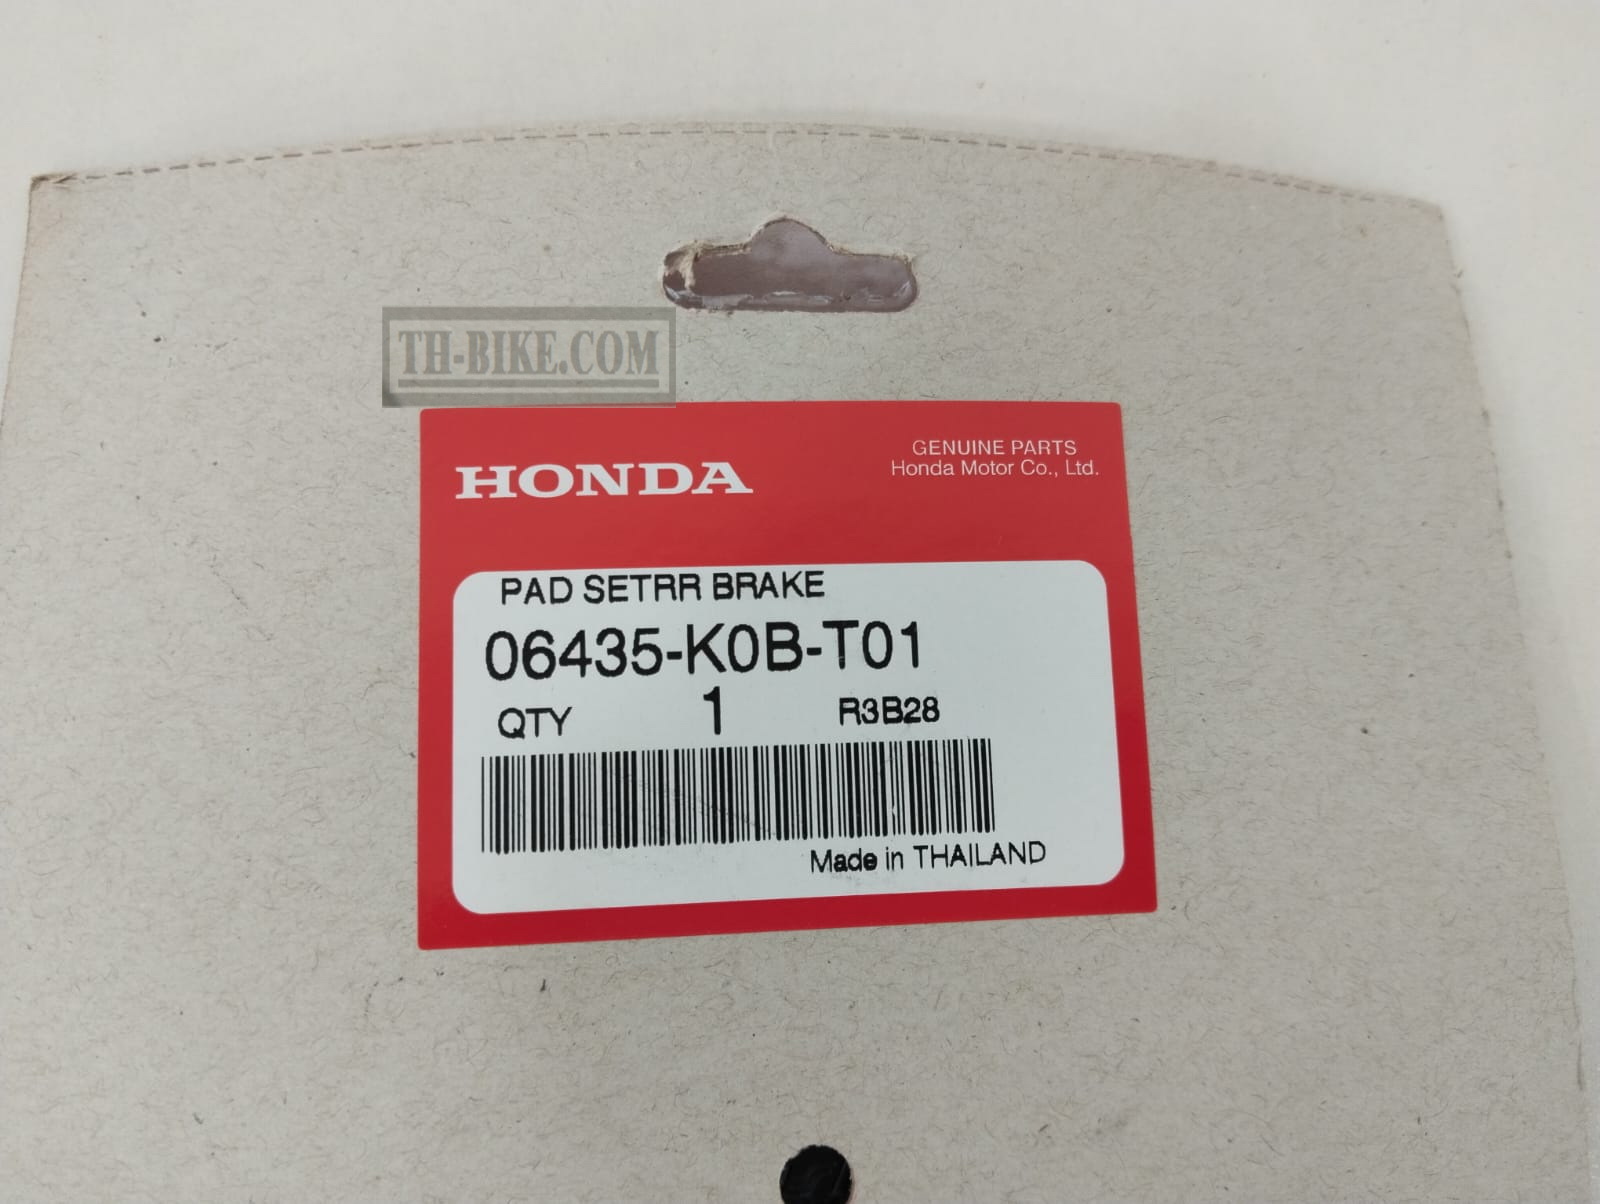 TH-BIKE.COM
HONDA
GENUINE PARTS
Honda Motor Co., Ltd.
PAD SETRR BRAKE
06435-K0B-T01
QTY 1 R3B28
Made in THAILAND